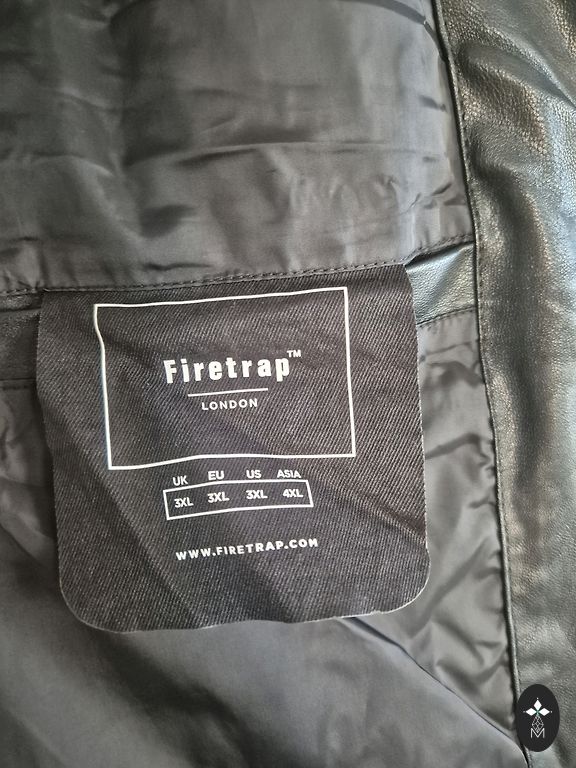 Firetrap™
LONDON
UK EU US ASIA
3XL 3XL 3XL 4XL
WWW.FIRETRAP.COM
M